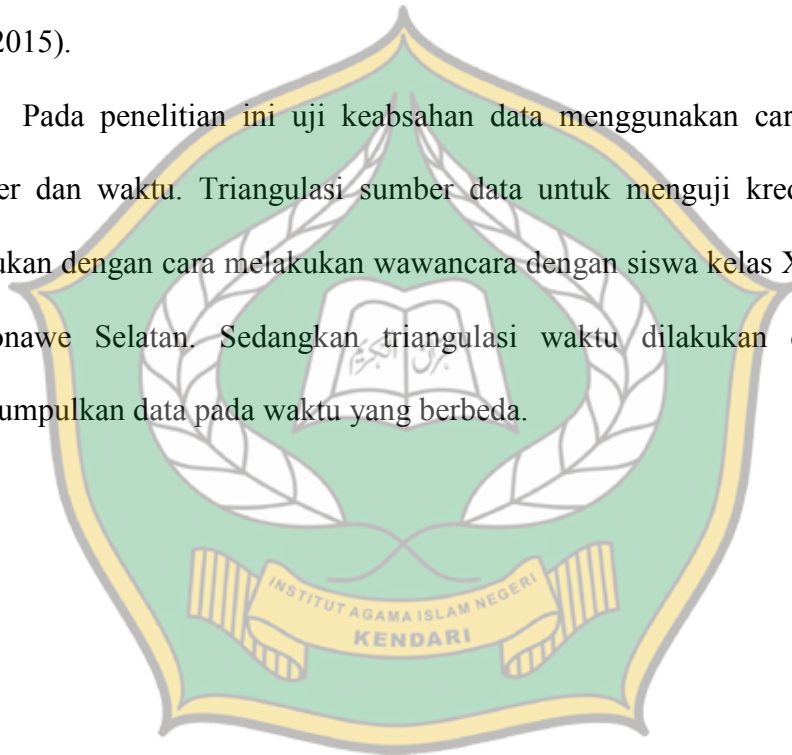 2015).
Pada penelitian ini uji keabsahan data menggunakan car
er dan waktu. Triangulasi sumber data untuk menguji kred
ukan dengan cara melakukan wawancara dengan siswa kelas X
onawe Selatan. Sedangkan triangulasi waktu dilakukan
umpulkan data pada waktu yang berbeda.
INSTITUT AGAMA ISLAM NEGERI
KENDARI